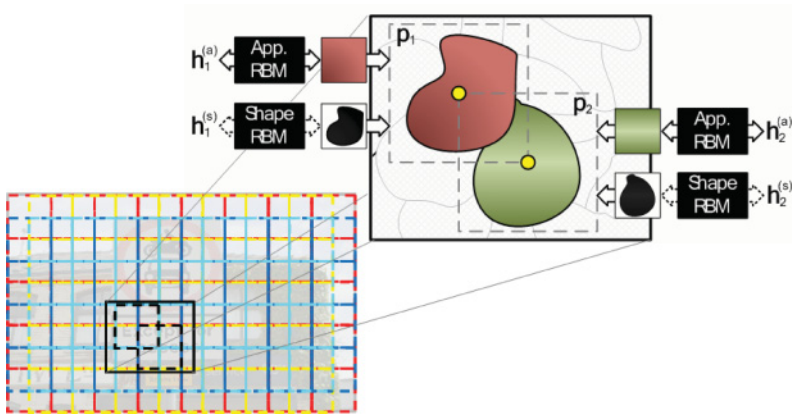 h₁⁽ᵃ⁾ App. RBM
p₁
h₁⁽ˢ⁾ Shape RBM
p₂
App. RBM h₂⁽ᵃ⁾
Shape RBM h₂⁽ˢ⁾